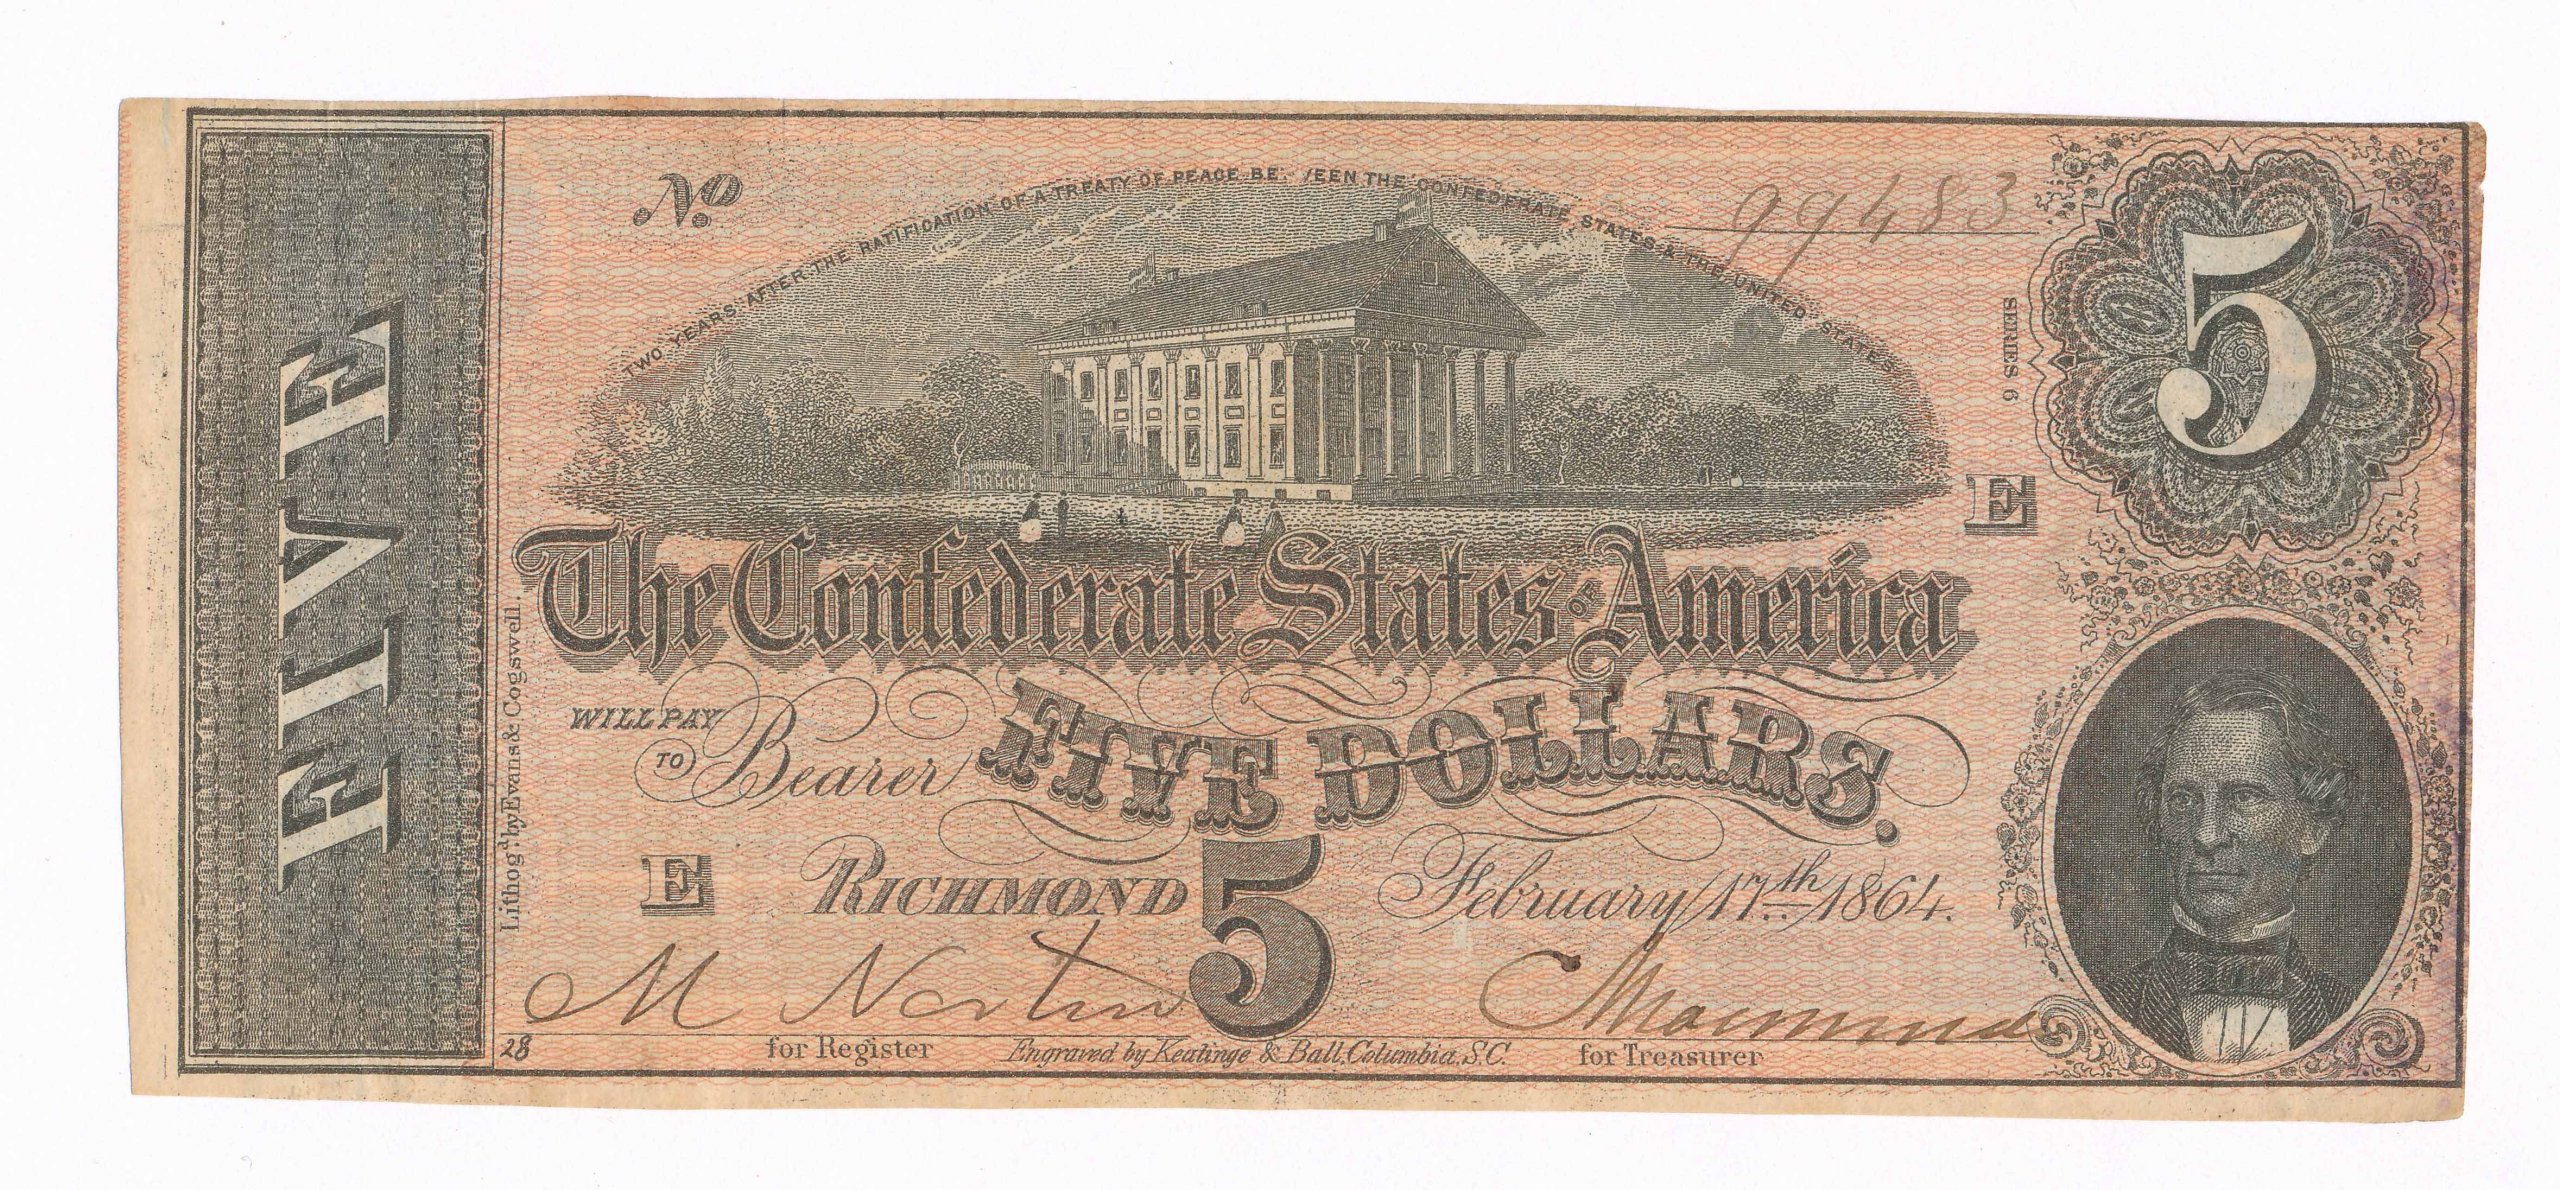 No 99483
TWO YEARS AFTER THE RATIFICATION OF A TREATY OF PEACE BETWEEN THE CONFEDERATE STATES & THE UNITED STATES
FIVE
5
SERIES 6
E
The Confederate States OF America
WILL PAY
TO Bearer FIVE DOLLARS.
E RICHMOND 5 February 17th 1864.
Lithog.d by Evans & Cogswell
M Norton
28 for Register Engraved by Keatinge & Ball, Columbia, S.C. for Treasurer